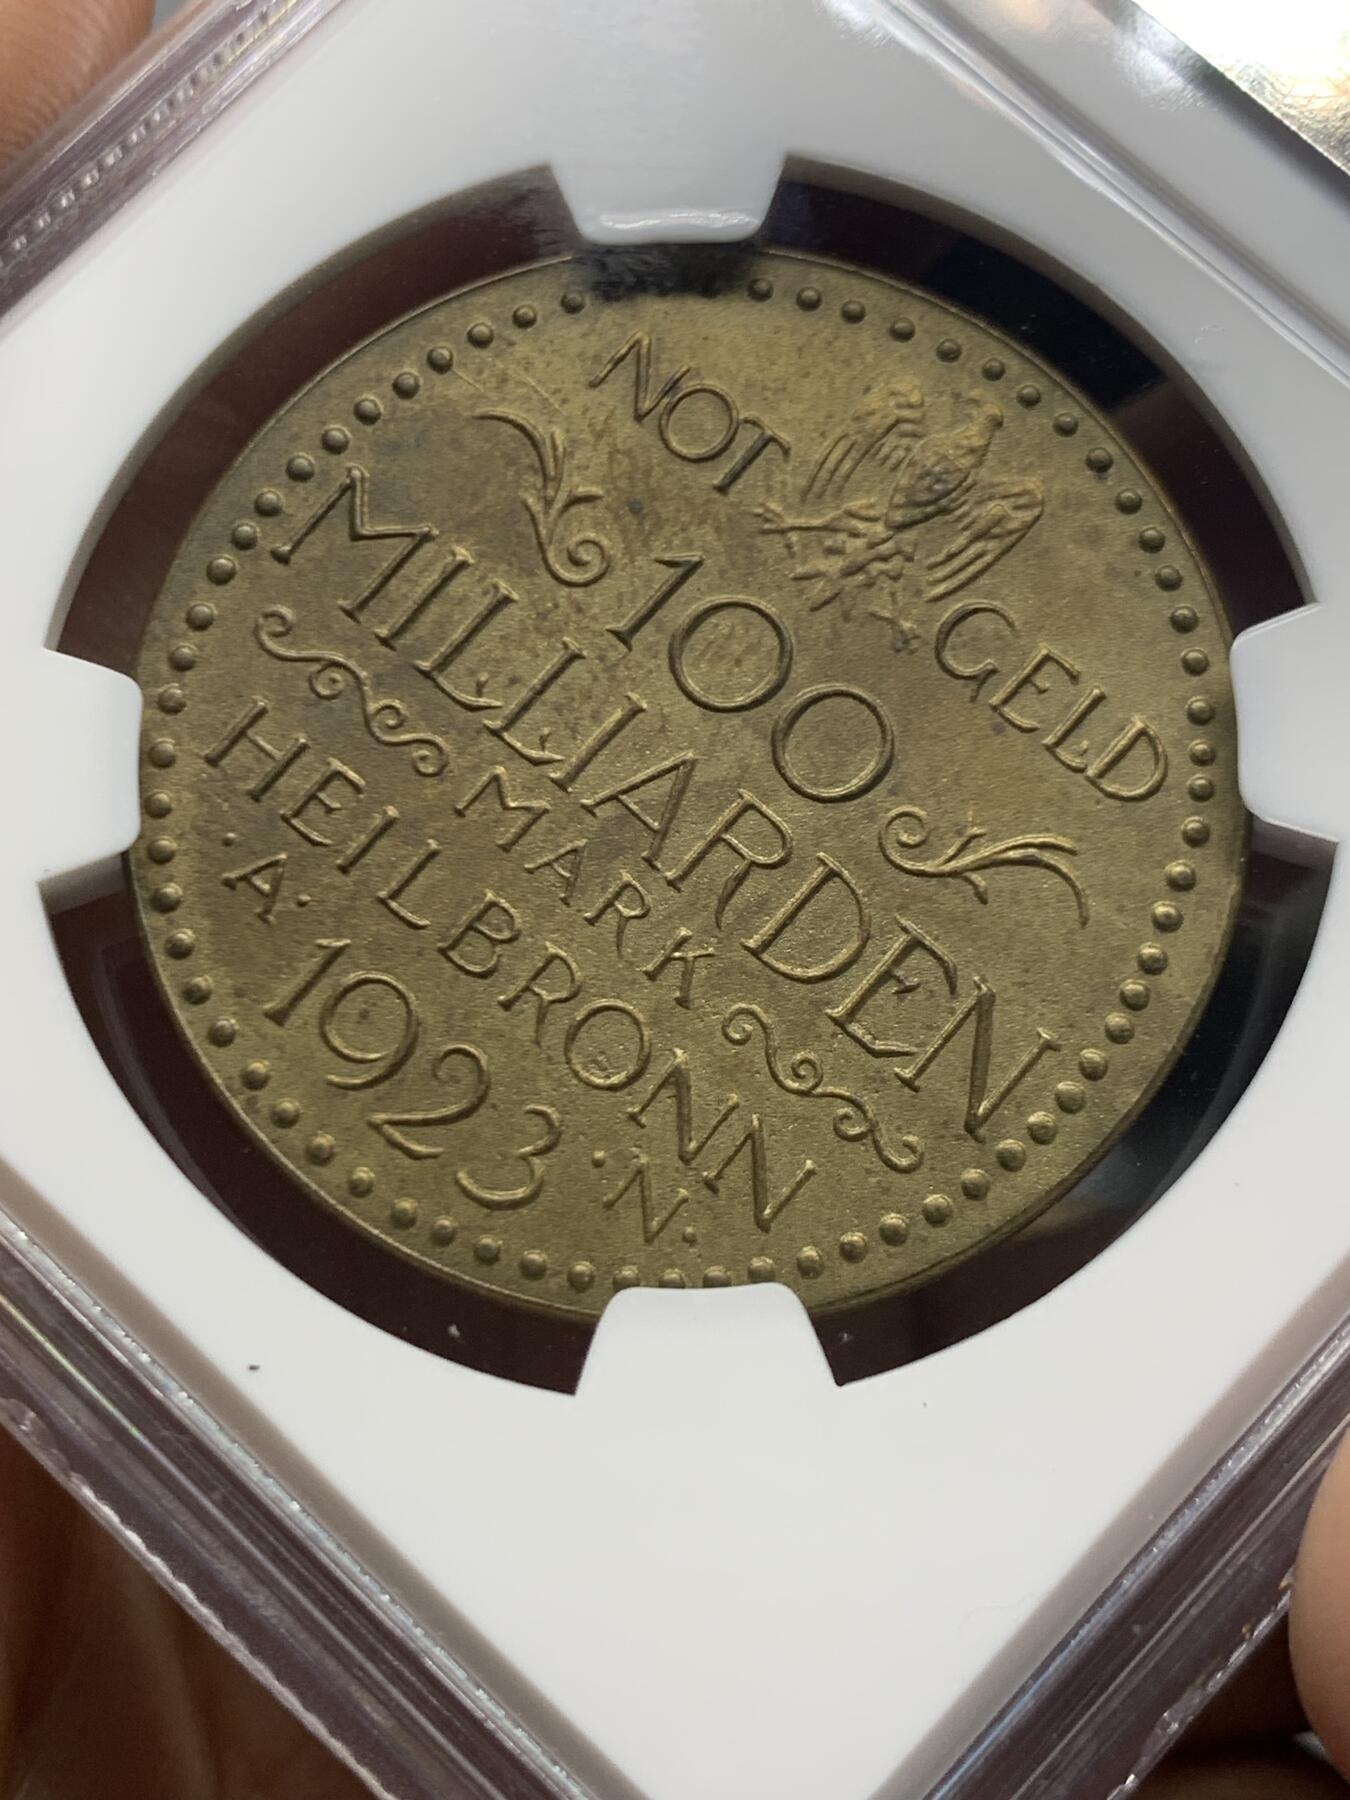 NOT GELD
100
MILLIARDEN
MARK
HEILBRONN
·A· ·N·
1923